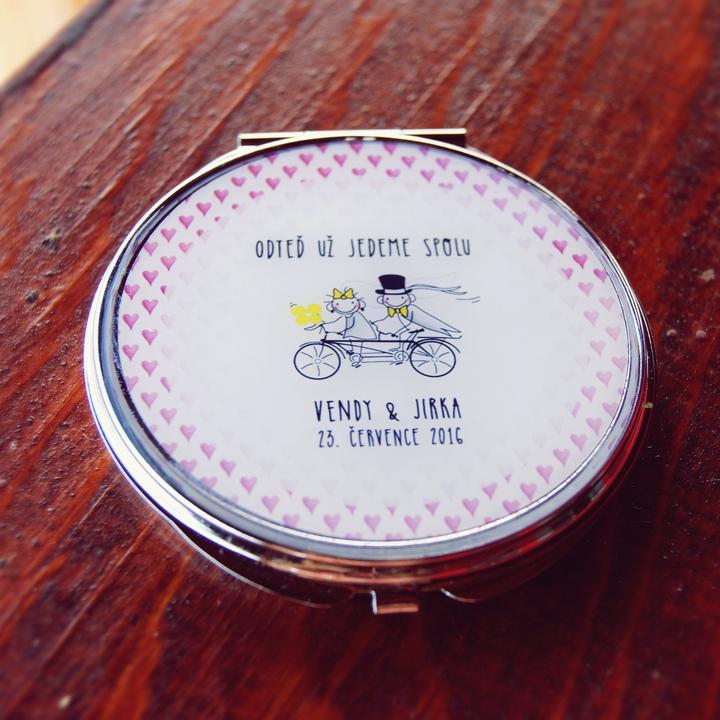 ODTEĎ UŽ JEDEME SPOLU
VENDY & JIRKA
23. ČERVENCE 2016